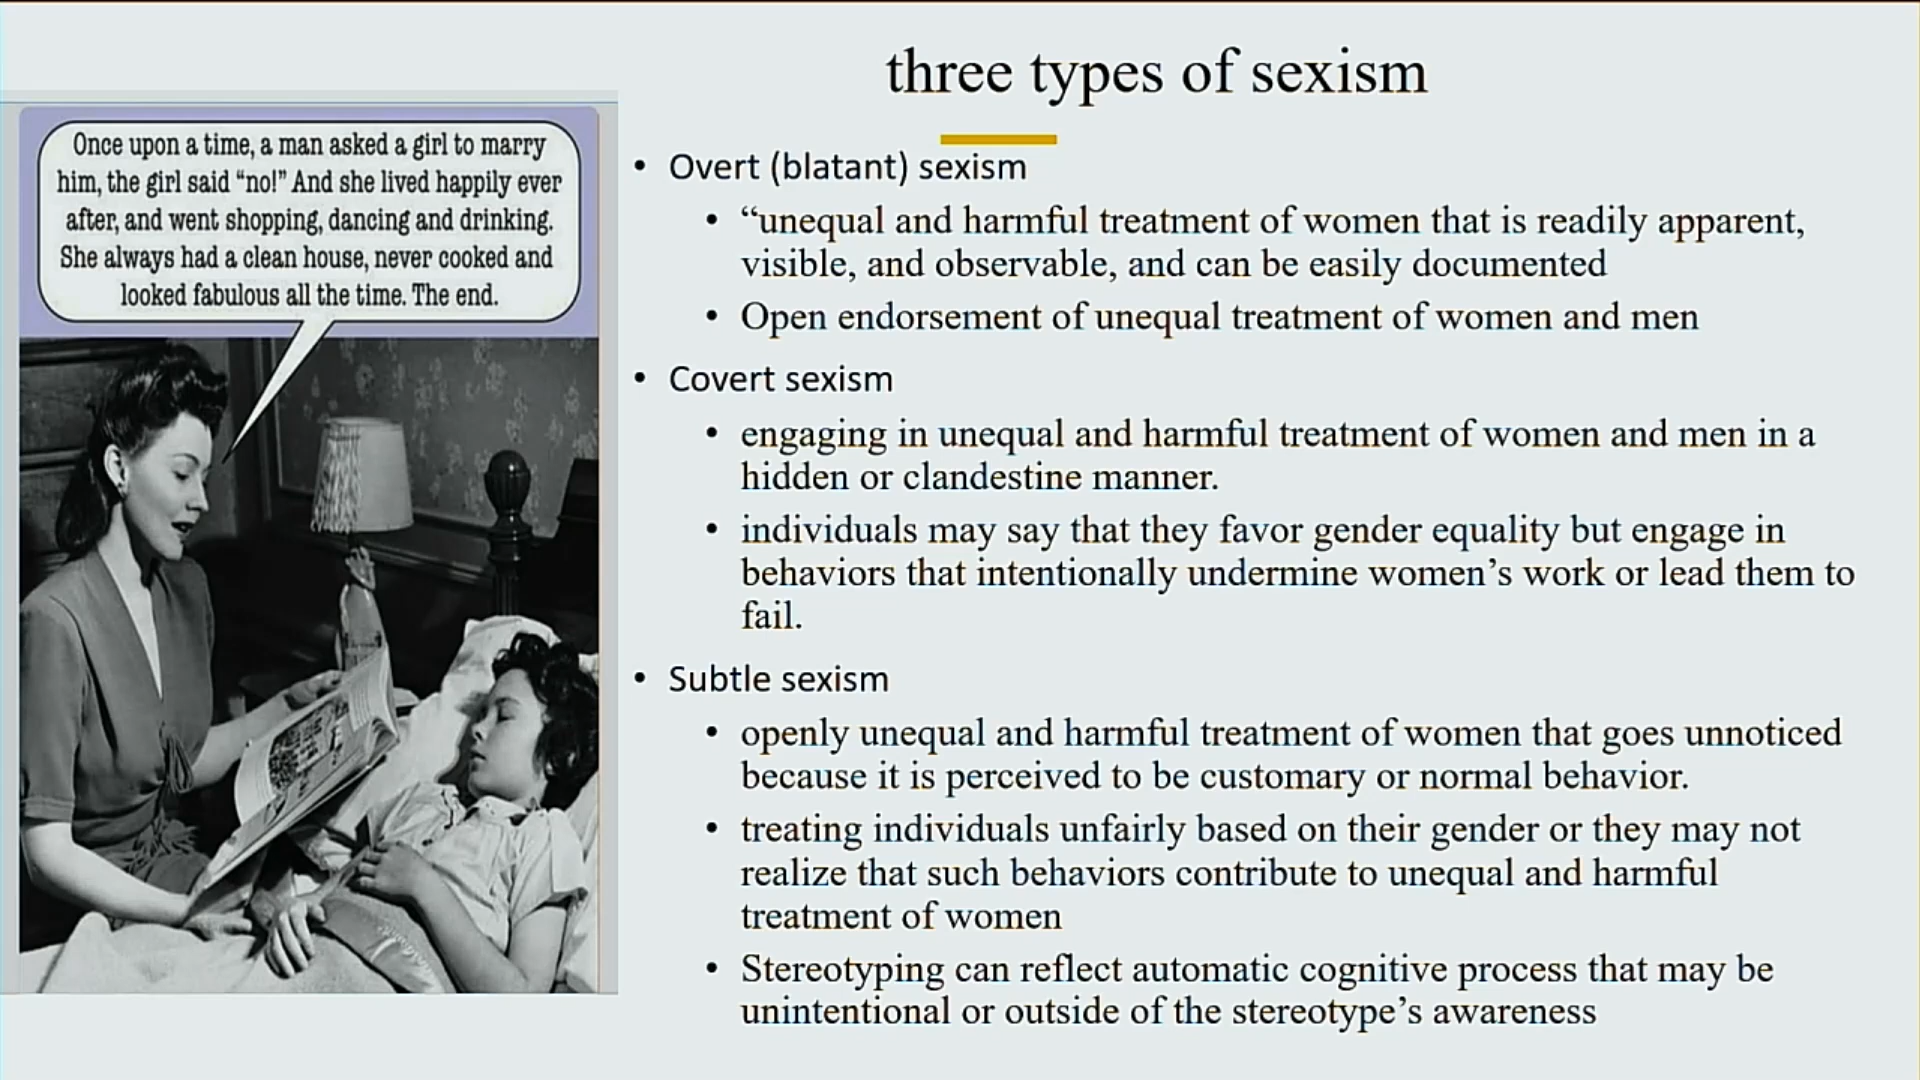 three types of sexism
Once upon a time, a man asked a girl to marry
him, the girl said “no!” And she lived happily ever
after, and went shopping, dancing and drinking.
She always had a clean house, never cooked and
looked fabulous all the time. The end.
• Overt (blatant) sexism
• “unequal and harmful treatment of women that is readily apparent,
visible, and observable, and can be easily documented
• Open endorsement of unequal treatment of women and men
• Covert sexism
• engaging in unequal and harmful treatment of women and men in a
hidden or clandestine manner.
• individuals may say that they favor gender equality but engage in
behaviors that intentionally undermine women’s work or lead them to
fail.
• Subtle sexism
• openly unequal and harmful treatment of women that goes unnoticed
because it is perceived to be customary or normal behavior.
• treating individuals unfairly based on their gender or they may not
realize that such behaviors contribute to unequal and harmful
treatment of women
• Stereotyping can reflect automatic cognitive process that may be
unintentional or outside of the stereotype’s awareness